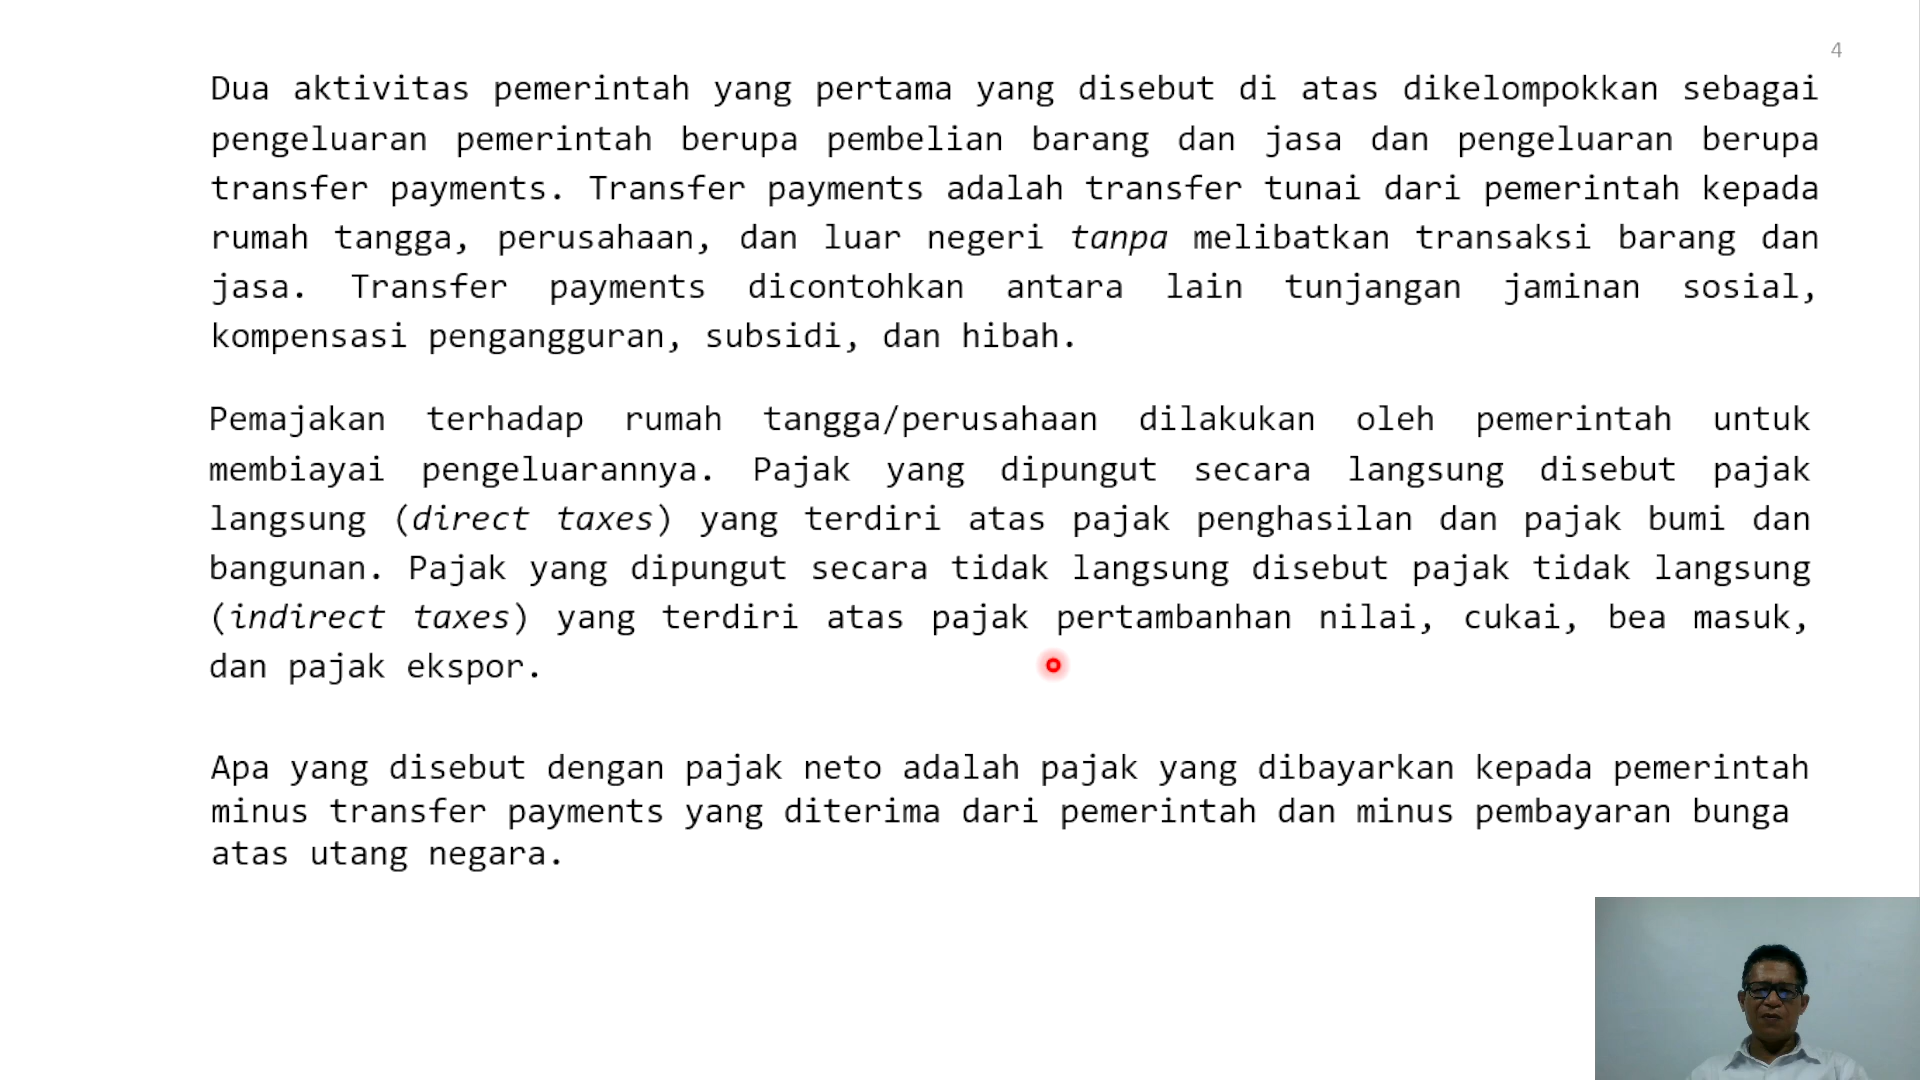 4
Dua aktivitas pemerintah yang pertama yang disebut di atas dikelompokkan sebagai
pengeluaran pemerintah berupa pembelian barang dan jasa dan pengeluaran berupa
transfer payments. Transfer payments adalah transfer tunai dari pemerintah kepada
rumah tangga, perusahaan, dan luar negeri tanpa melibatkan transaksi barang dan
jasa. Transfer payments dicontohkan antara lain tunjangan jaminan sosial,
kompensasi pengangguran, subsidi, dan hibah.
Pemajakan terhadap rumah tangga/perusahaan dilakukan oleh pemerintah untuk
membiayai pengeluarannya. Pajak yang dipungut secara langsung disebut pajak
langsung (direct taxes) yang terdiri atas pajak penghasilan dan pajak bumi dan
bangunan. Pajak yang dipungut secara tidak langsung disebut pajak tidak langsung
(indirect taxes) yang terdiri atas pajak pertambanhan nilai, cukai, bea masuk,
dan pajak ekspor.
Apa yang disebut dengan pajak neto adalah pajak yang dibayarkan kepada pemerintah
minus transfer payments yang diterima dari pemerintah dan minus pembayaran bunga
atas utang negara.